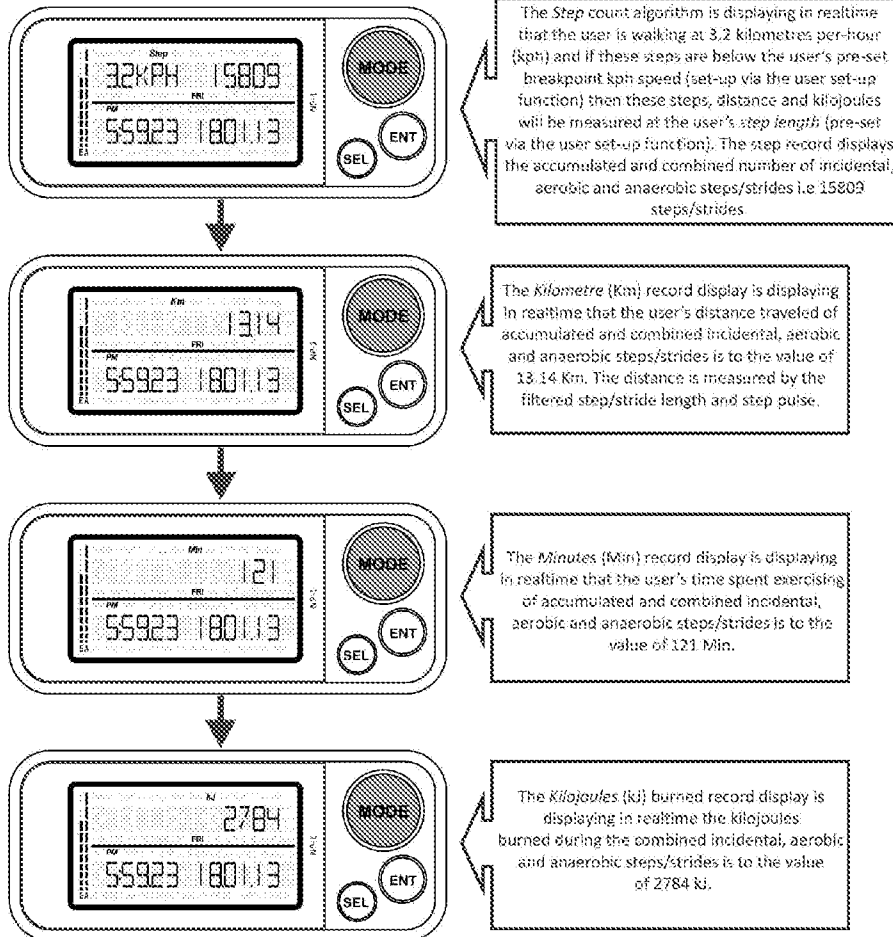 The Step count algorithm is displaying in realtime
that the user is walking at 3.2 kilometres per-hour
(kph) and if these steps are below the user's pre-set
breakpoint kph speed (set-up via the user set-up
function) then these steps, distance and kilojoules
will be measured at the user's step length (pre-set
via the user set-up function). The step record displays
the accumulated and combined number of incidental,
aerobic and anaerobic steps/strides i.e 15809
steps/strides
Step
3.2KPH 15809
FRI
PM
5:59.23 18.01.13
MODE
ENT
SEL
The Kilometre (Km) record display is displaying
in realtime that the user's distance traveled of
accumulated and combined incidental, aerobic
and anaerobic steps/strides is to the value of
13.14 Km. The distance is measured by the
filtered step/stride length and step pulse.
Km
13.14
FRI
PM
5:59.23 18.01.13
MODE
ENT
SEL
The Minutes (Min) record display is displaying
in realtime that the user's time spent exercising
of accumulated and combined incidental,
aerobic and anaerobic steps/strides is to the
value of 121 Min.
Min
121
FRI
PM
5:59.23 18.01.13
MODE
ENT
SEL
The Kilojoules (kJ) burned record display is
displaying in realtime the kilojoules
burned during the combined incidental, aerobic
and anaerobic steps/strides is to the value
of 2784 kJ.
kJ
2784
FRI
PM
5:59.23 18.01.13
MODE
ENT
SEL